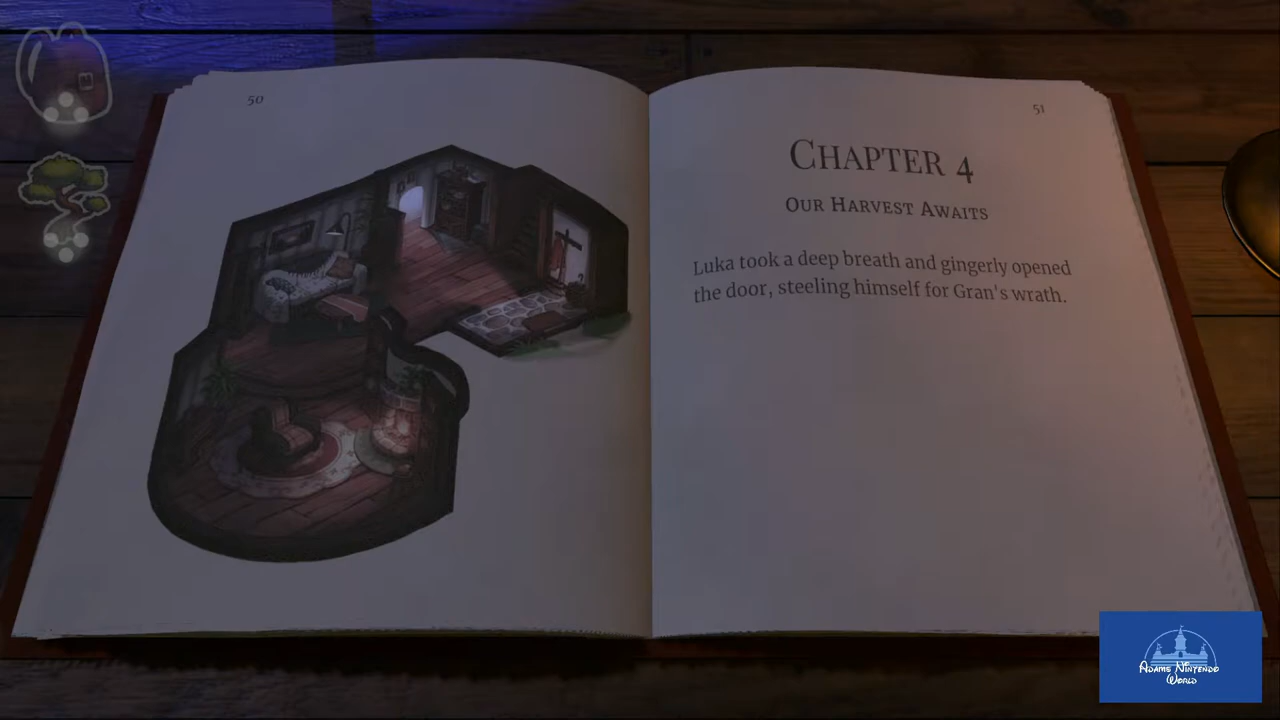 50
51
Chapter 4
Our Harvest Awaits
Luka took a deep breath and gingerly opened
the door, steeling himself for Gran's wrath.
Adams Nintendo
World